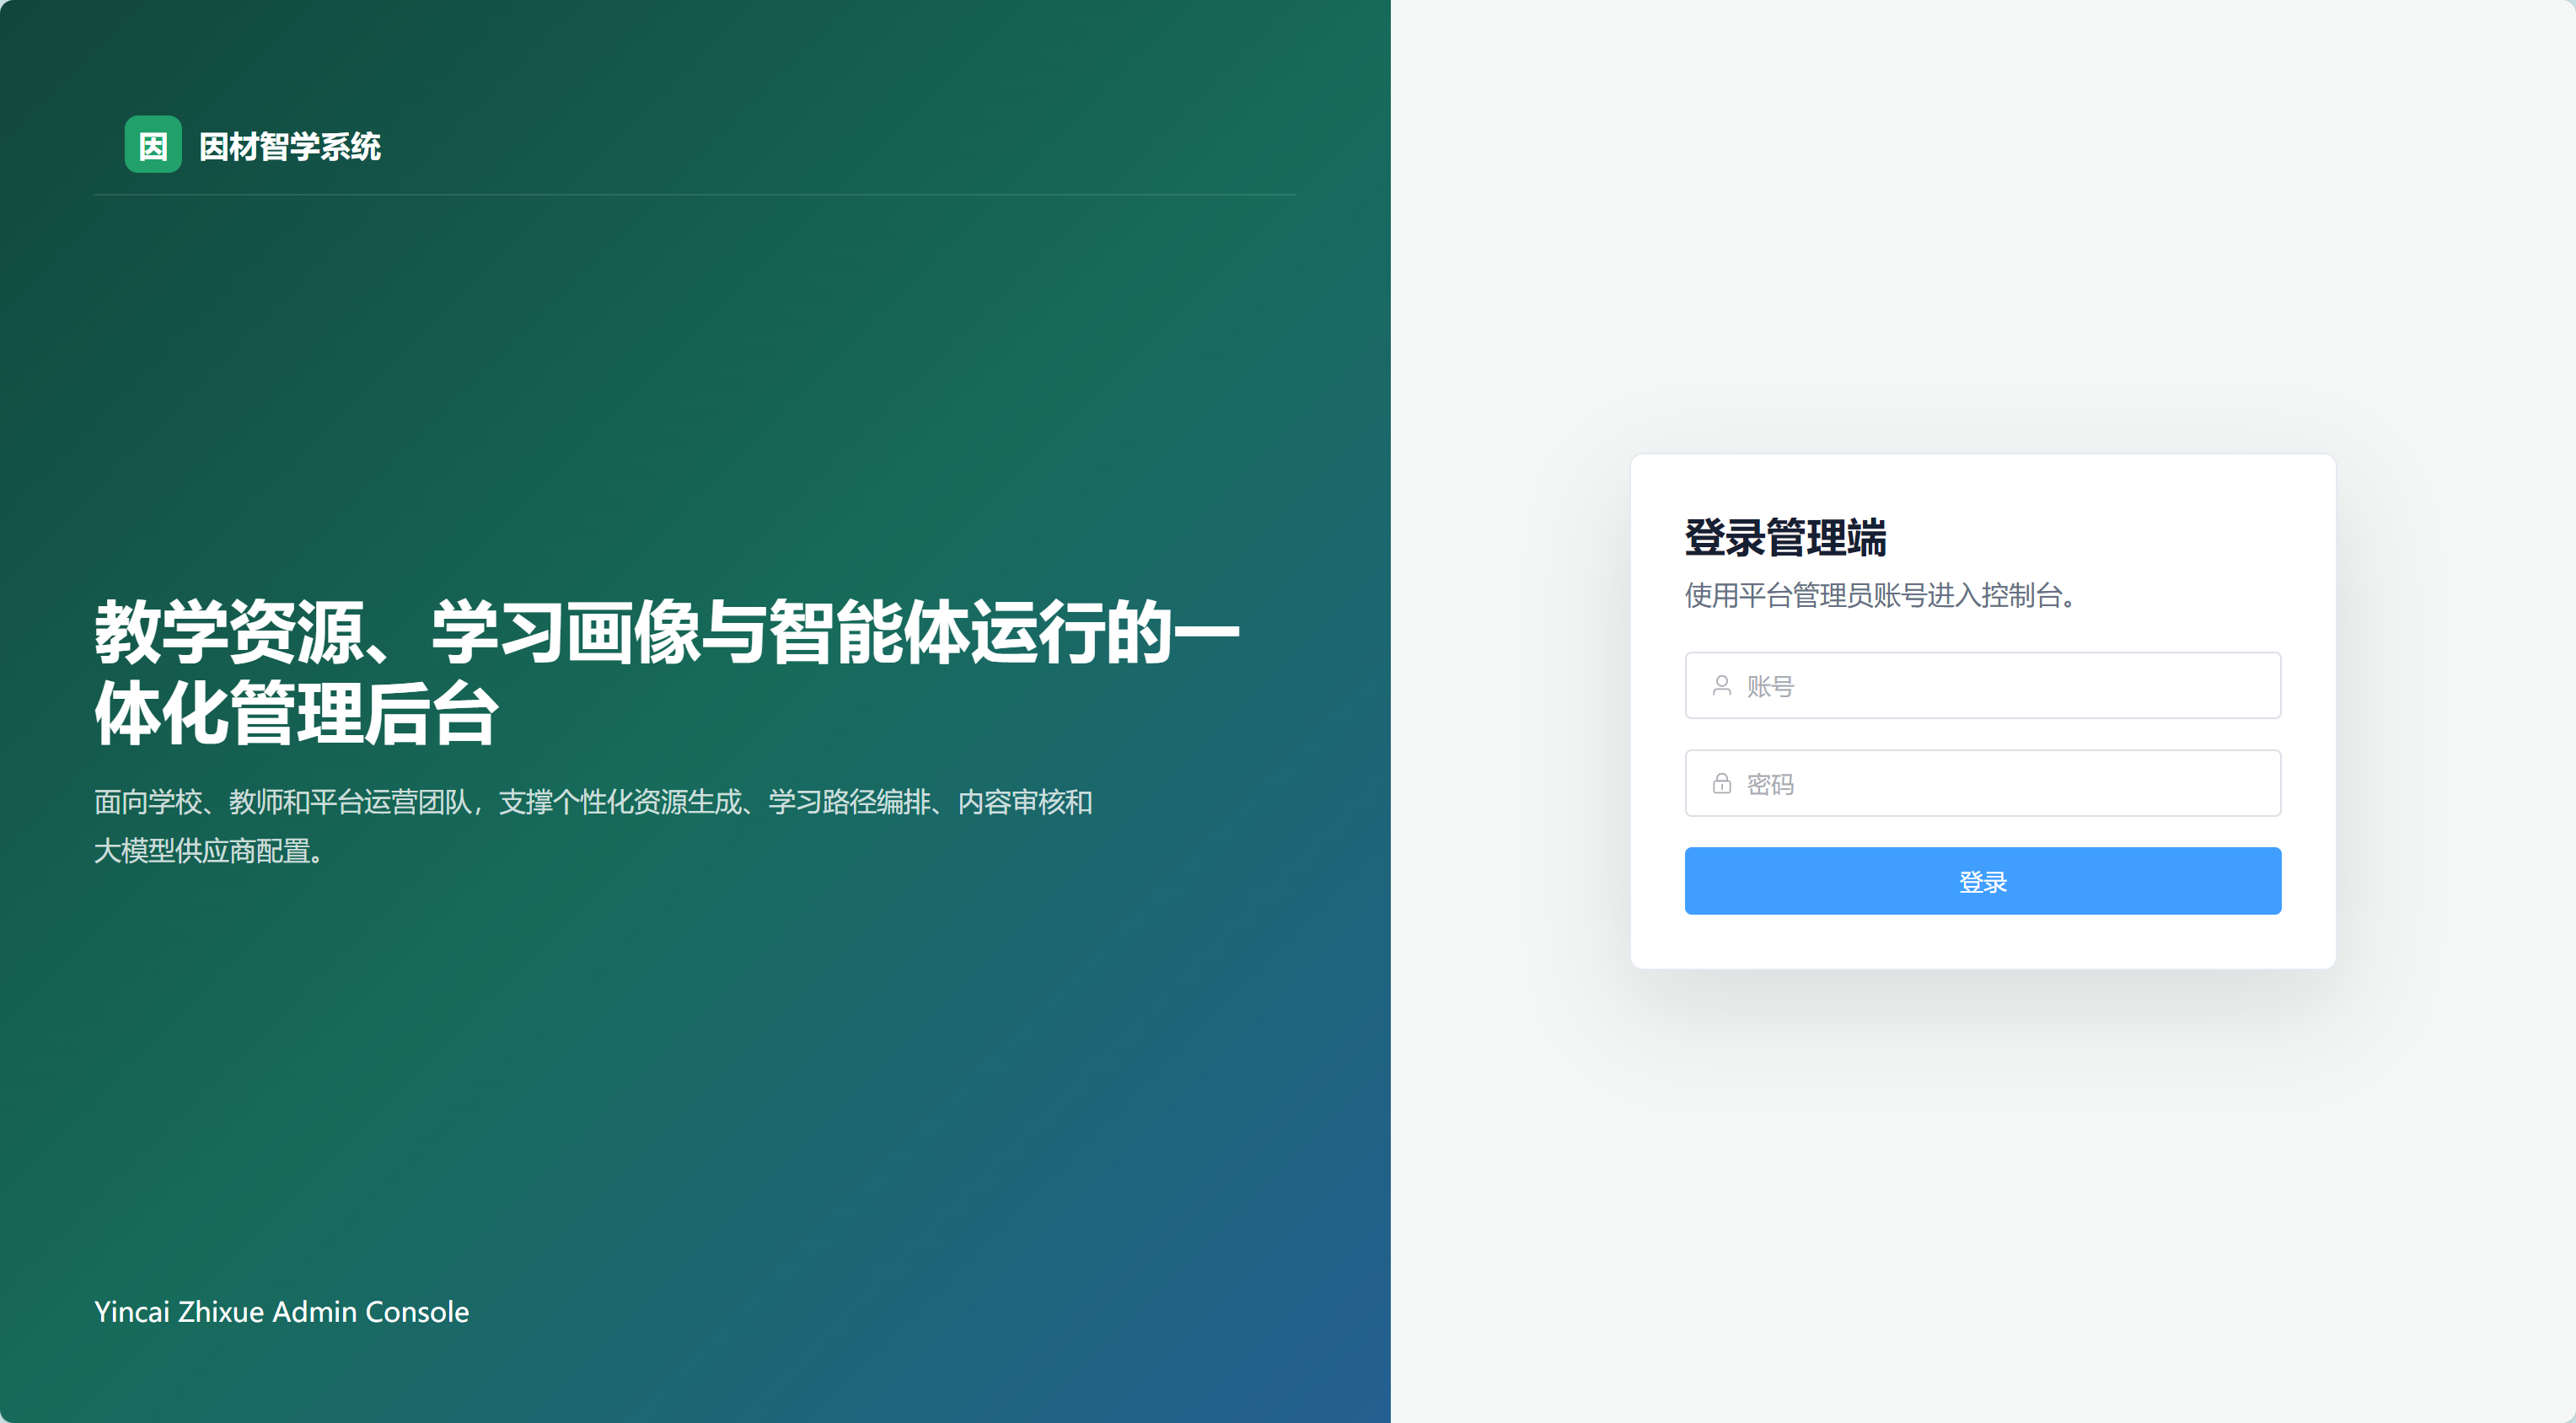 因 因材智学系统
教学资源、学习画像与智能体运行的一
体化管理后台
面向学校、教师和平台运营团队，支撑个性化资源生成、学习路径编排、内容审核和
大模型供应商配置。
Yincai Zhixue Admin Console
登录管理端
使用平台管理员账号进入控制台。
账号
密码
登录